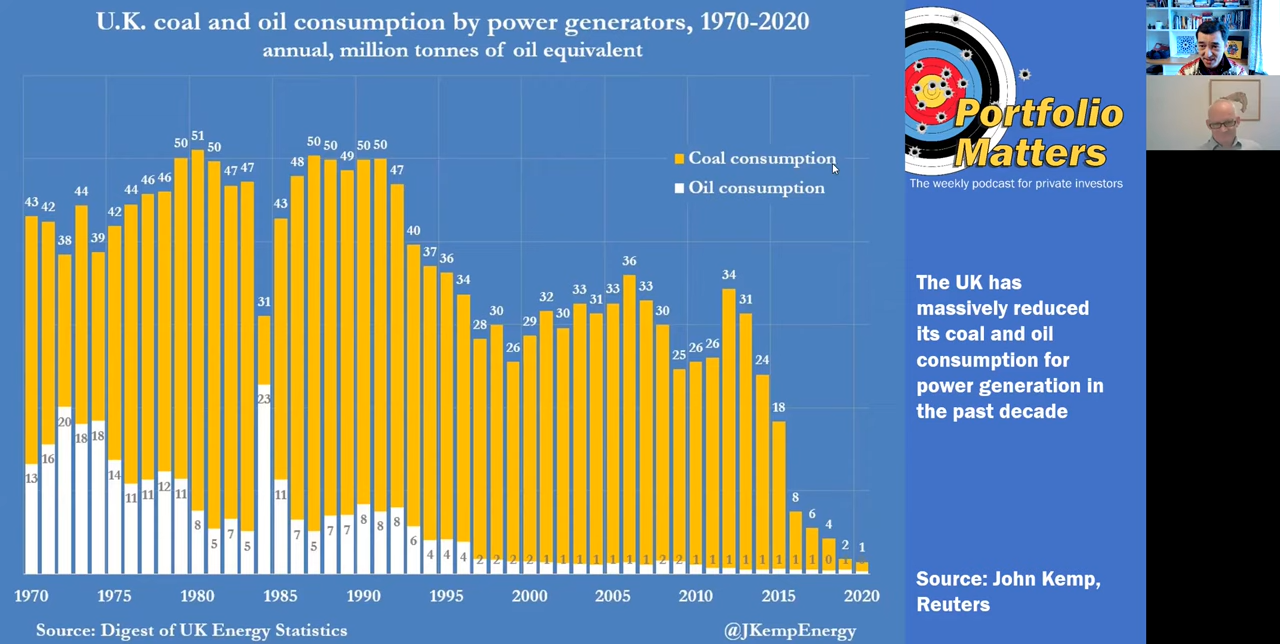 U.K. coal and oil consumption by power generators, 1970-2020
annual, million tonnes of oil equivalent
Coal consumption
Oil consumption
43 42 38 44 39 42 44 46 46 50 51 50 47 47 31 43 48 50 50 49 50 50 47 40 37 36 34 28 30 26 29 32 30 33 31 33 36 33 30 25 26 26 34 31 24 18 8 6 4 2 1
13 16 20 18 18 14 11 11 12 11 8 5 7 5 23 11 7 5 7 7 8 8 8 6 4 4 4 2 2 2 2 1 1 1 1 1 1 1 2 2 1 1 1 1 1 1 1 1 0 1
1970 1975 1980 1985 1990 1995 2000 2005 2010 2015 2020
Source: Digest of UK Energy Statistics
@JKempEnergy
Portfolio
Matters
The weekly podcast for private investors
The UK has
massively reduced
its coal and oil
consumption for
power generation in
the past decade
Source: John Kemp,
Reuters